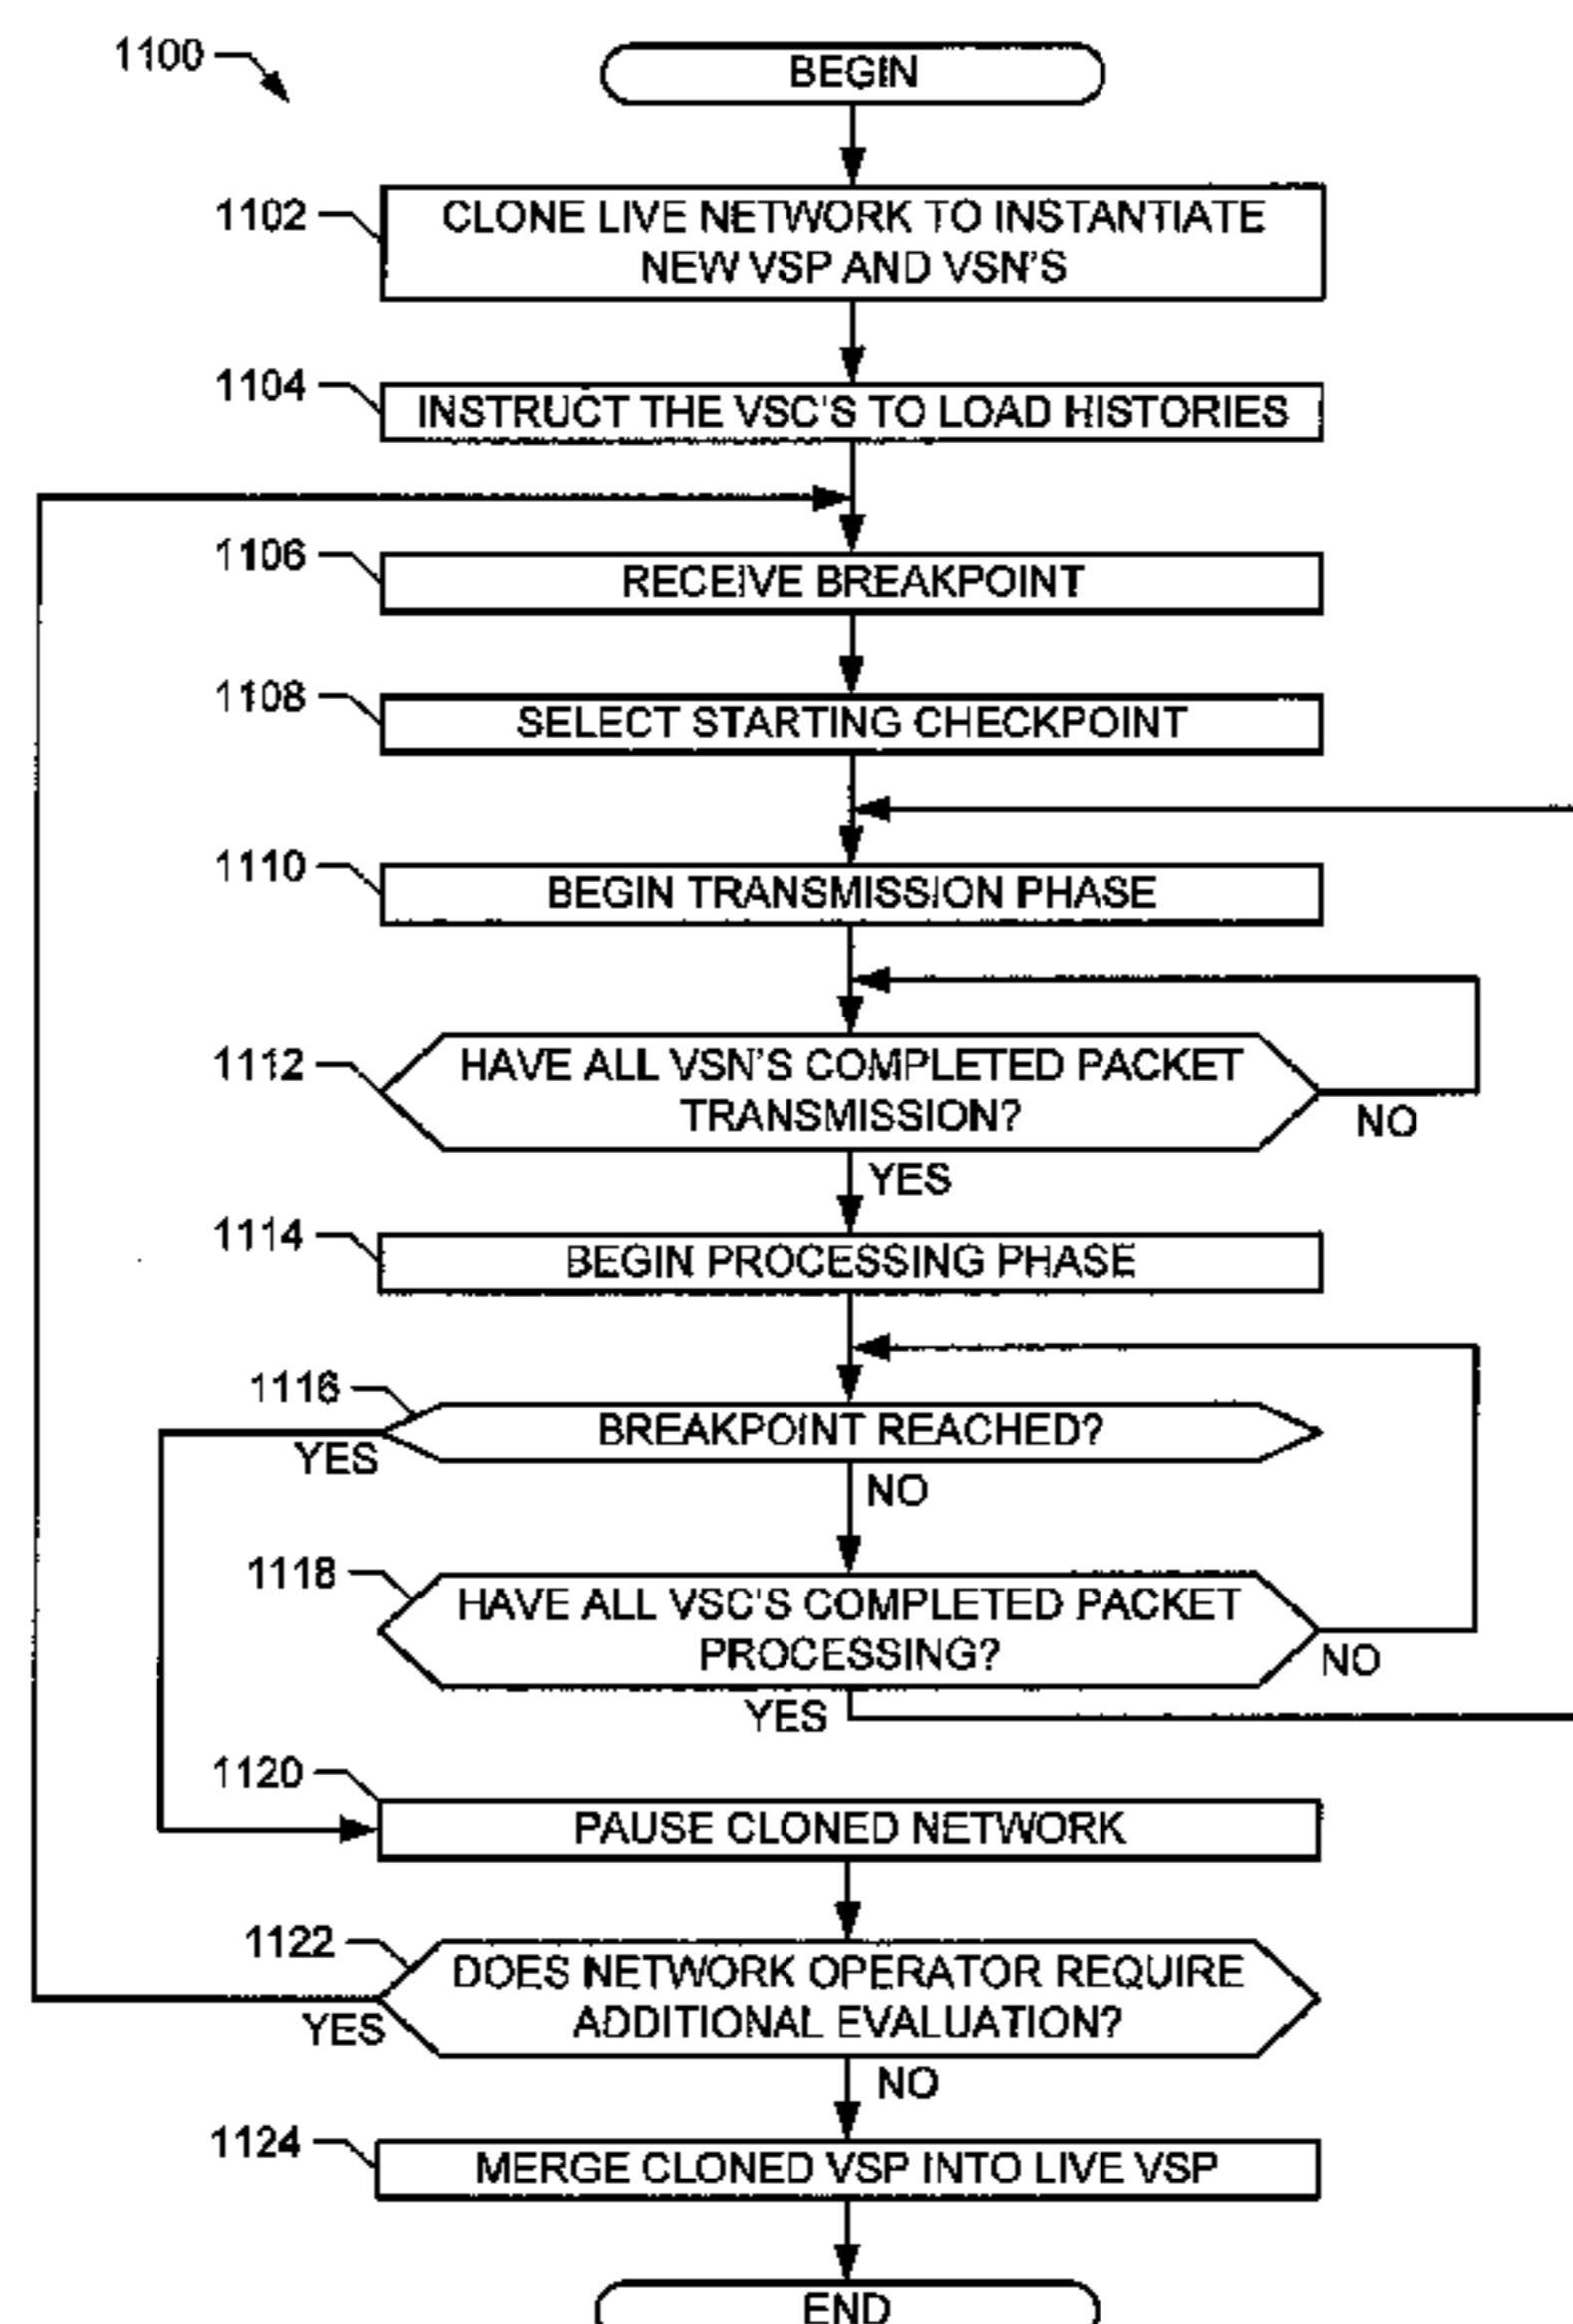 1100
BEGIN
1102
CLONE LIVE NETWORK TO INSTANTIATE
NEW VSP AND VSN'S
1104
INSTRUCT THE VSC'S TO LOAD HISTORIES
1106
RECEIVE BREAKPOINT
1108
SELECT STARTING CHECKPOINT
1110
BEGIN TRANSMISSION PHASE
1112
HAVE ALL VSN'S COMPLETED PACKET
TRANSMISSION?
NO
YES
1114
BEGIN PROCESSING PHASE
1116
BREAKPOINT REACHED?
YES
NO
1118
HAVE ALL VSC'S COMPLETED PACKET
PROCESSING?
NO
YES
1120
PAUSE CLONED NETWORK
1122
DOES NETWORK OPERATOR REQUIRE
ADDITIONAL EVALUATION?
YES
NO
1124
MERGE CLONED VSP INTO LIVE VSP
END